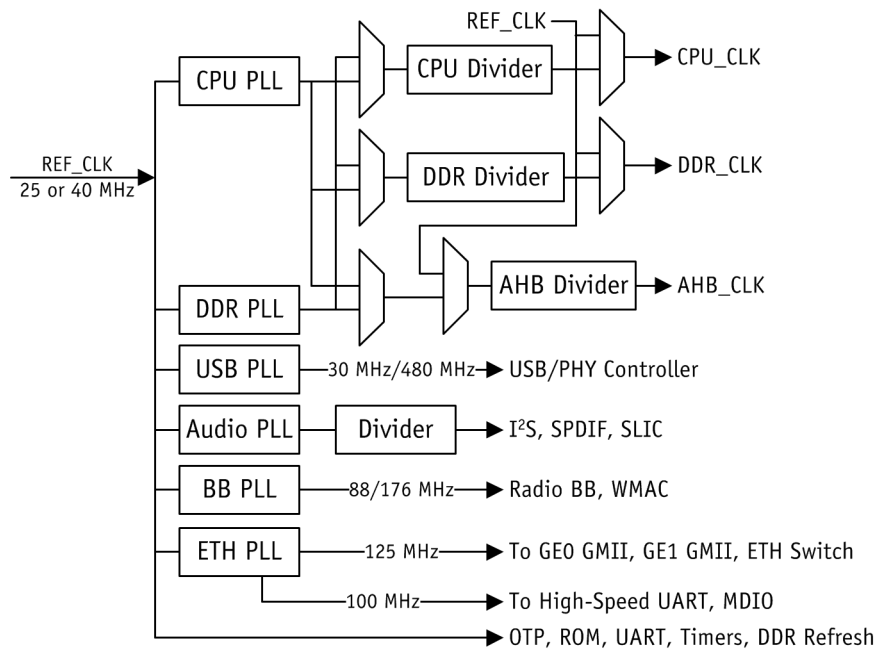 REF_CLK
CPU PLL
CPU Divider
CPU_CLK
REF_CLK
25 or 40 MHz
DDR Divider
DDR_CLK
DDR PLL
AHB Divider
AHB_CLK
USB PLL
30 MHz/480 MHz
USB/PHY Controller
Audio PLL
Divider
I²S, SPDIF, SLIC
BB PLL
88/176 MHz
Radio BB, WMAC
ETH PLL
125 MHz
To GE0 GMII, GE1 GMII, ETH Switch
100 MHz
To High-Speed UART, MDIO
OTP, ROM, UART, Timers, DDR Refresh